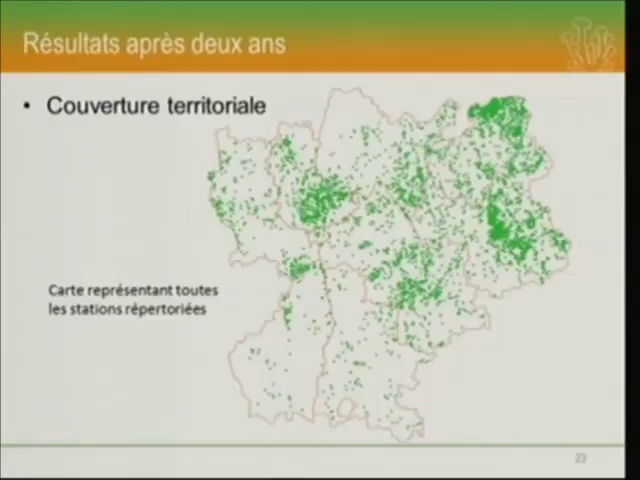 Résultats après deux ans
• Couverture territoriale
Carte représentant toutes
les stations répertoriées
23